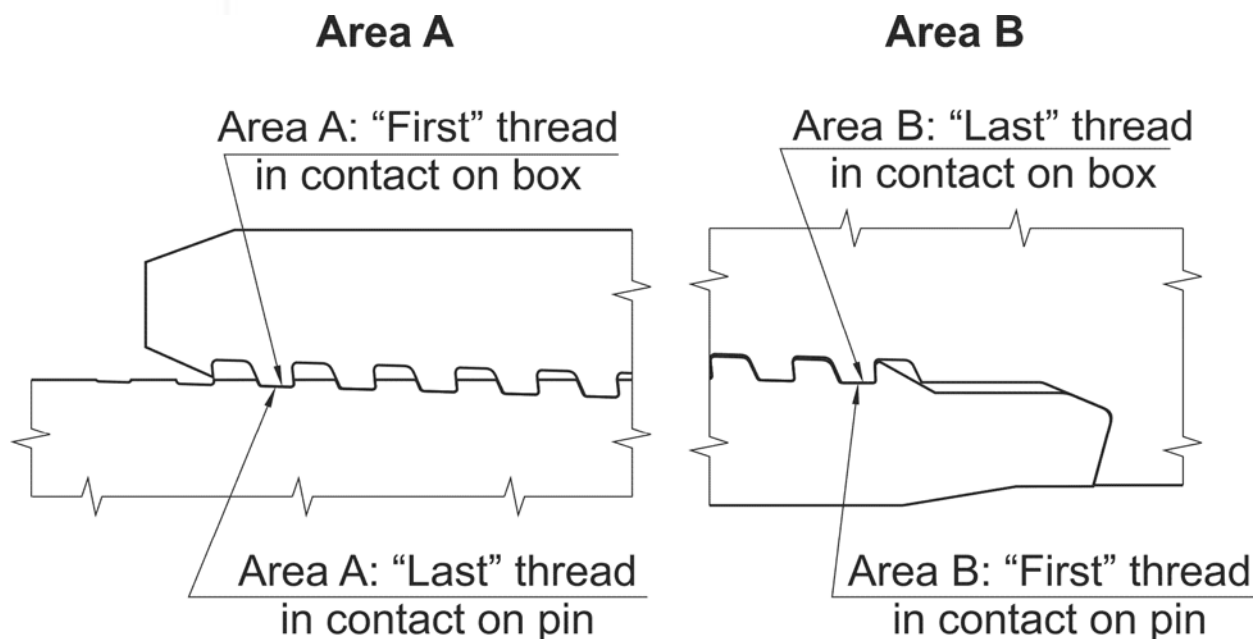 Area A
Area B
Area A: “First” thread
in contact on box
Area B: “Last” thread
in contact on box
Area A: “Last” thread
in contact on pin
Area B: “First” thread
in contact on pin